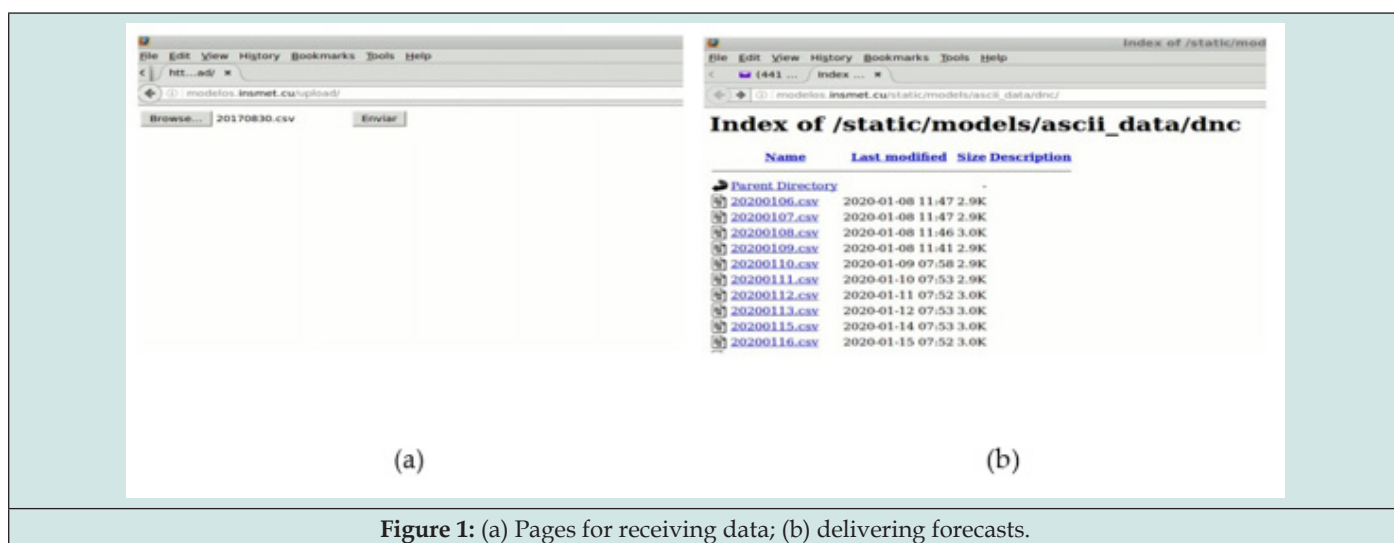 File Edit View History Bookmarks Tools Help
htt...ad/ ×
modelos.insmet.cu/upload/
Browse... 20170830.csv Enviar
(a)
Index of /static/mod
File Edit View History Bookmarks Tools Help
(441 ... Index ... ×
modelos.insmet.cu/static/models/ascii_data/dnc/
Index of /static/models/ascii_data/dnc
Name Last modified Size Description
Parent Directory -
20200106.csv 2020-01-08 11:47 2.9K
20200107.csv 2020-01-08 11:47 2.9K
20200108.csv 2020-01-08 11:46 3.0K
20200109.csv 2020-01-08 11:41 2.9K
20200110.csv 2020-01-09 07:58 2.9K
20200111.csv 2020-01-10 07:53 2.9K
20200112.csv 2020-01-11 07:52 3.0K
20200113.csv 2020-01-12 07:53 3.0K
20200115.csv 2020-01-14 07:53 3.0K
20200116.csv 2020-01-15 07:52 3.0K
(b)
Figure 1: (a) Pages for receiving data; (b) delivering forecasts.